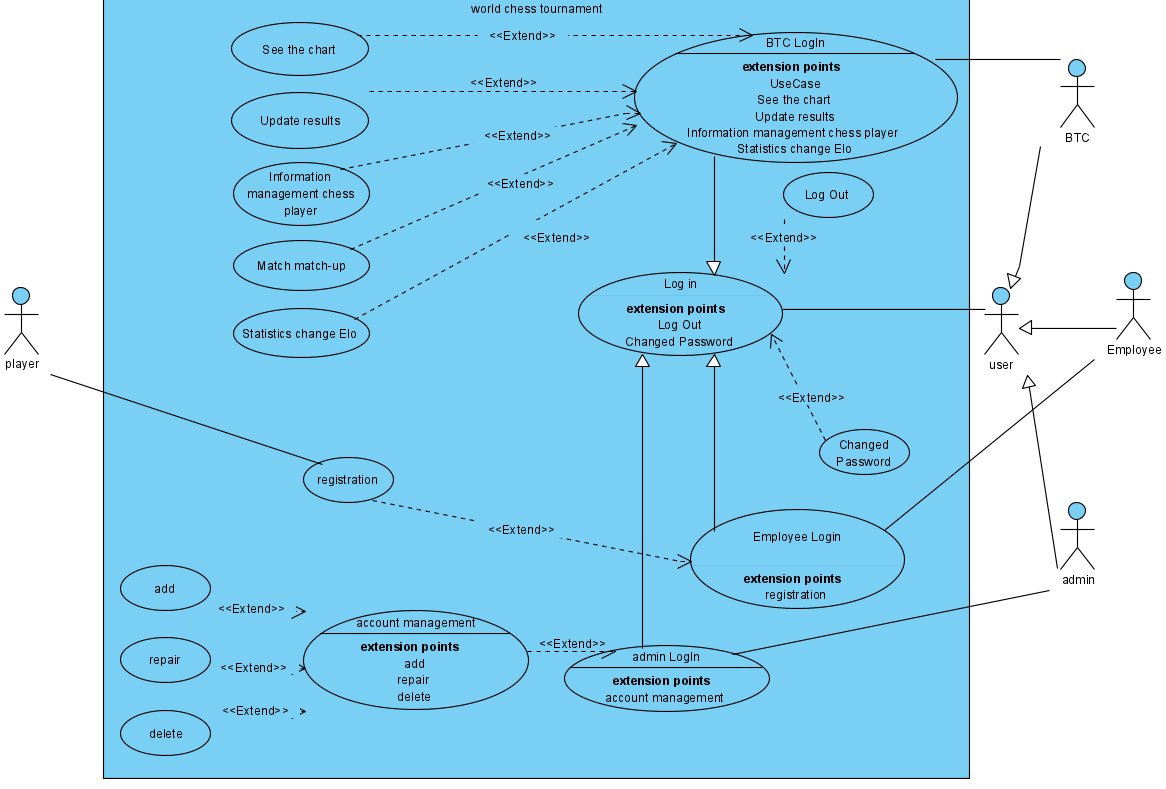 world chess tournament
See the chart
<<Extend>>
BTC LogIn
extension points
UseCase
See the chart
Update results
Information management chess player
Statistics change Elo
<<Extend>>
Update results
<<Extend>>
BTC
Information
management chess
player
<<Extend>>
Log Out
<<Extend>>
<<Extend>>
Match match-up
Log in
extension points
Log Out
Changed Password
Statistics change Elo
player
user
Employee
<<Extend>>
Changed
Password
registration
<<Extend>>
Employee Login
extension points
registration
admin
add
<<Extend>>
account management
extension points
add
repair
delete
<<Extend>>
repair
<<Extend>>
admin LogIn
extension points
account management
<<Extend>>
delete